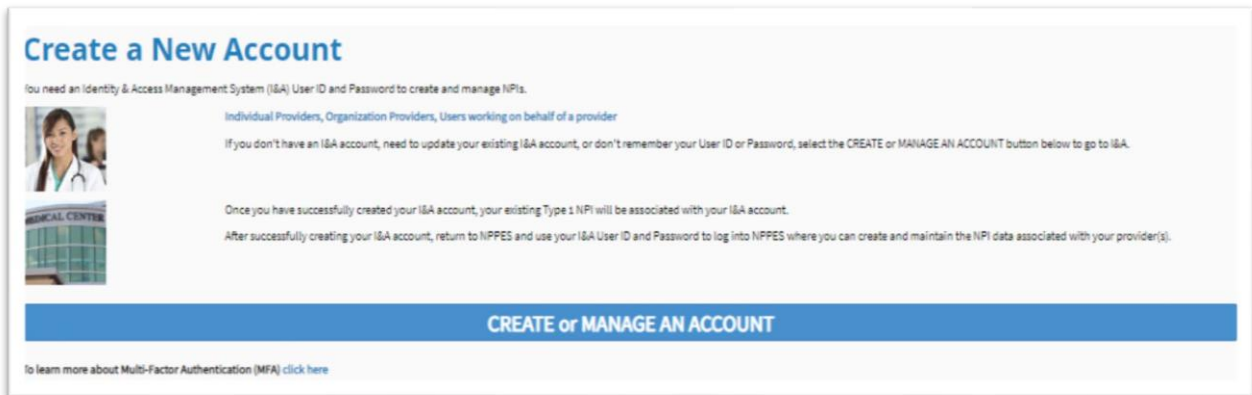 Create a New Account
You need an Identity & Access Management System (I&A) User ID and Password to create and manage NPIs.
Individual Providers, Organization Providers, Users working on behalf of a provider
If you don't have an I&A account, need to update your existing I&A account, or don't remember your User ID or Password, select the CREATE or MANAGE AN ACCOUNT button below to go to I&A.
MEDICAL CENTER
Once you have successfully created your I&A account, your existing Type 1 NPI will be associated with your I&A account.
After successfully creating your I&A account, return to NPPES and use your I&A User ID and Password to log into NPPES where you can create and maintain the NPI data associated with your provider(s).
CREATE or MANAGE AN ACCOUNT
To learn more about Multi-Factor Authentication (MFA) click here